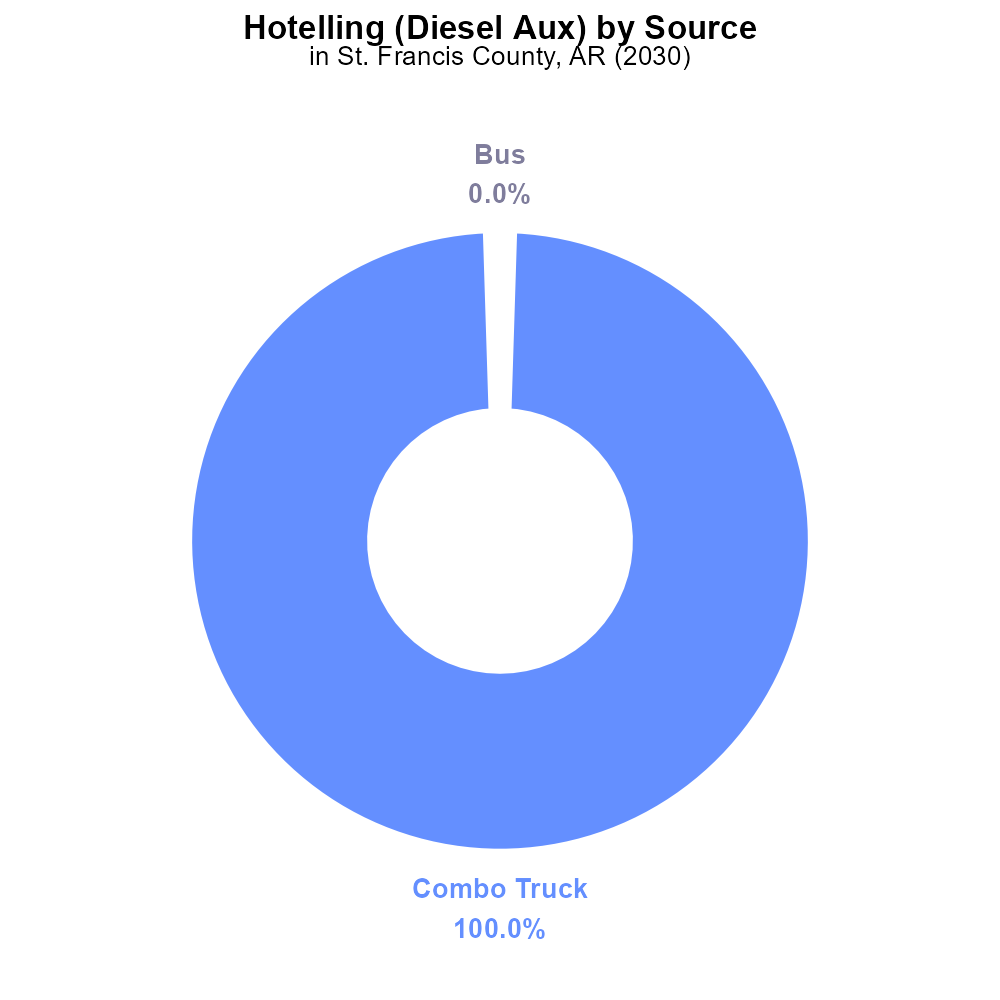 Hotelling (Diesel Aux) by Source
in St. Francis County, AR (2030)
Bus
0.0%
Combo Truck
100.0%